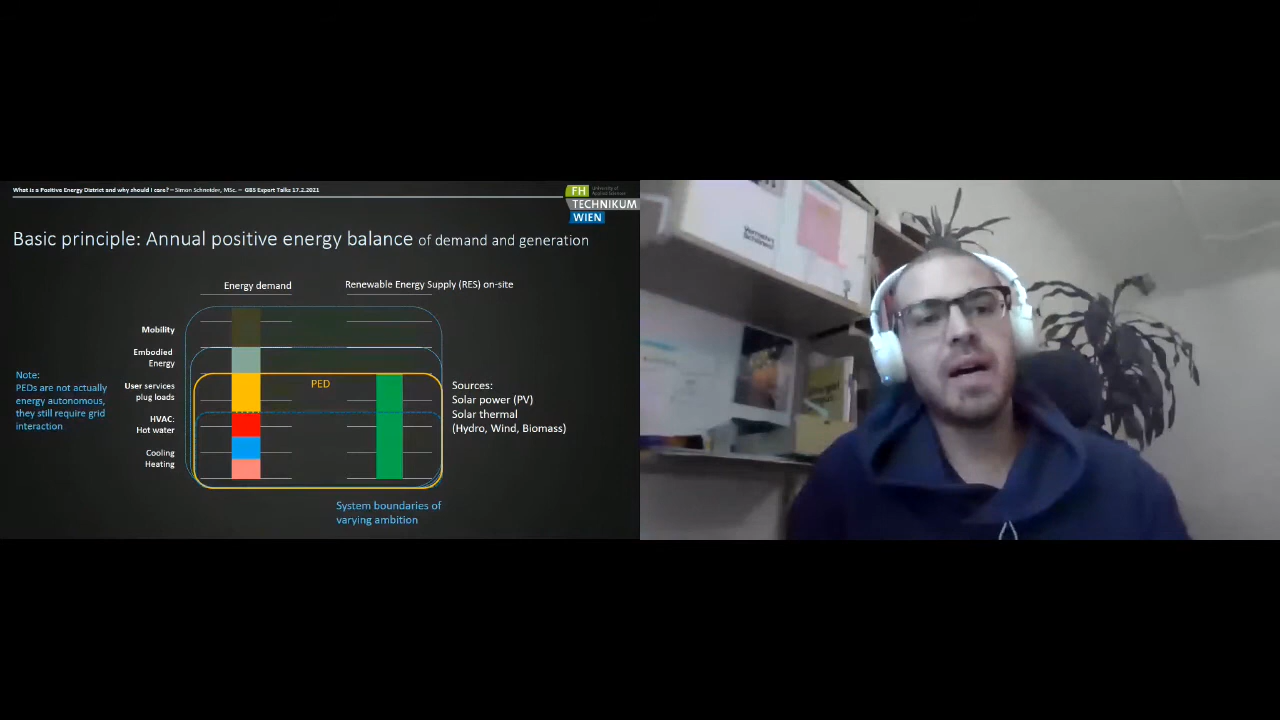 What is a Positive Energy District and why should I care? – Simon Schneider, MSc. – GBS Expert Talks 17.2.2021
FH
University of
Applied Sciences
TECHNIKUM
WIEN
Basic principle: Annual positive energy balance of demand and generation
Energy demand
Renewable Energy Supply (RES) on-site
Mobility
Embodied
Energy
User services
plug loads
HVAC:
Hot water
Cooling
Heating
Note:
PEDs are not actually
energy autonomous,
they still require grid
interaction
PED
Sources:
Solar power (PV)
Solar thermal
(Hydro, Wind, Biomass)
System boundaries of
varying ambition